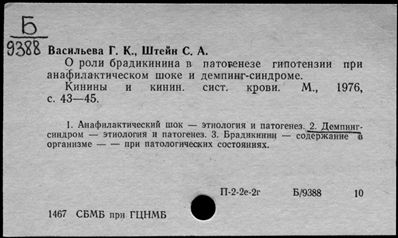 Б
9388
Васильева Г. К., Штейн С. А.
О роли брадикинина в патогенезе гипотензии при
анафилактическом шоке и демпинг-синдроме.
Кинины и кинин. сист. крови. М., 1976,
с. 43—45.
1. Анафилактический шок — этиология и патогенез. 2. Демпинг-
синдром — этиология и патогенез. 3. Брадикинин — содержание в
организме — — при патологических состояниях.
П-2-2е-2г Б/9388 10
1467 СБМБ при ГЦНМБ